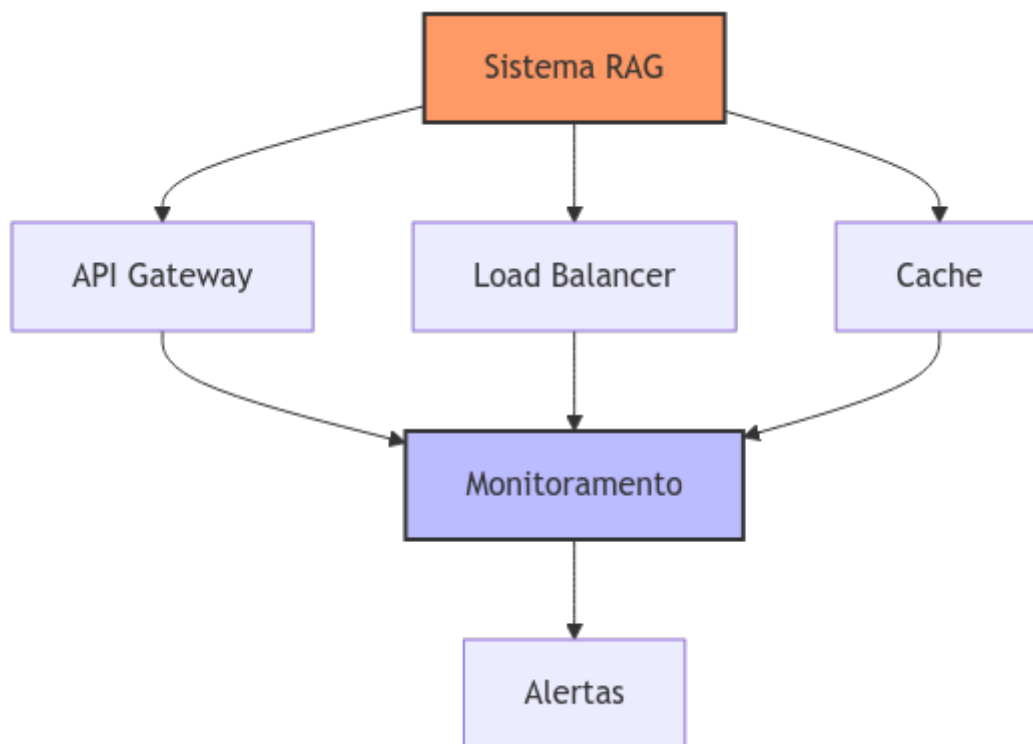 Sistema RAG
API Gateway
Load Balancer
Cache
Monitoramento
Alertas